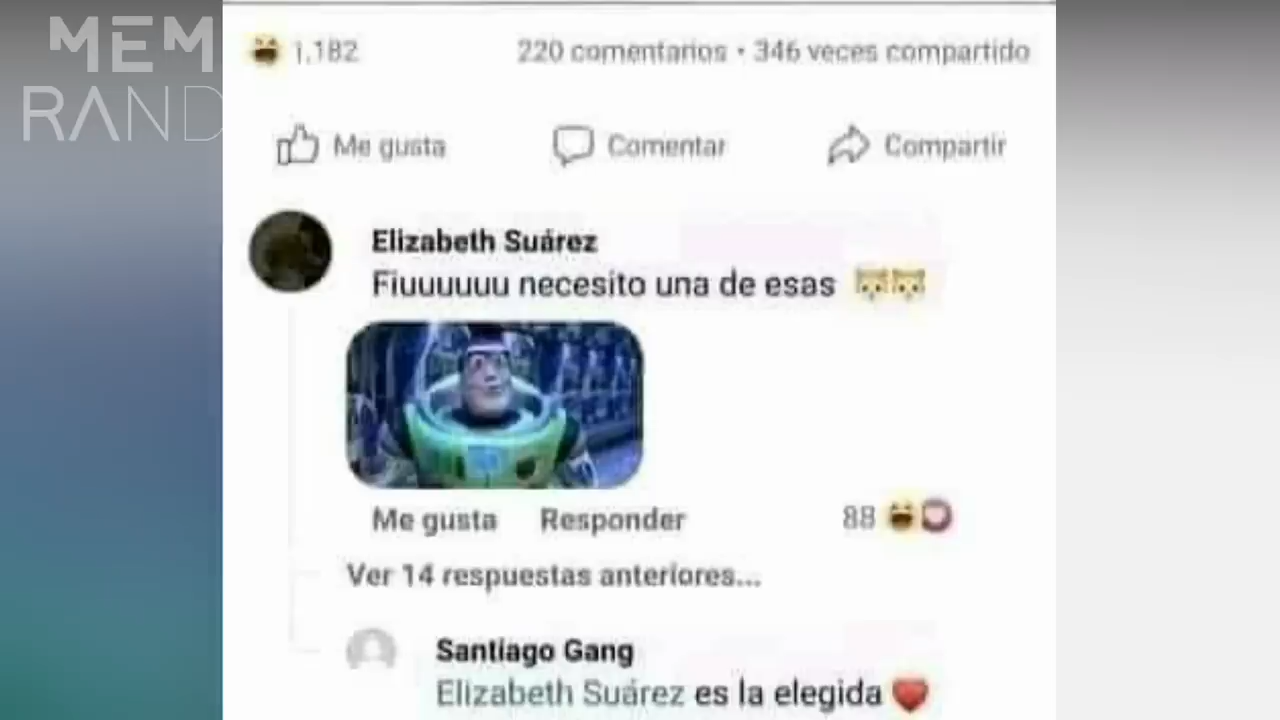 MEM
RAND
1,182
220 comentarios • 346 veces compartido
Me gusta
Comentar
Compartir
Elizabeth Suárez
Fiuuuuuu necesito una de esas
Me gusta
Responder
88
Ver 14 respuestas anteriores...
Santiago Gang
Elizabeth Suárez es la elegida